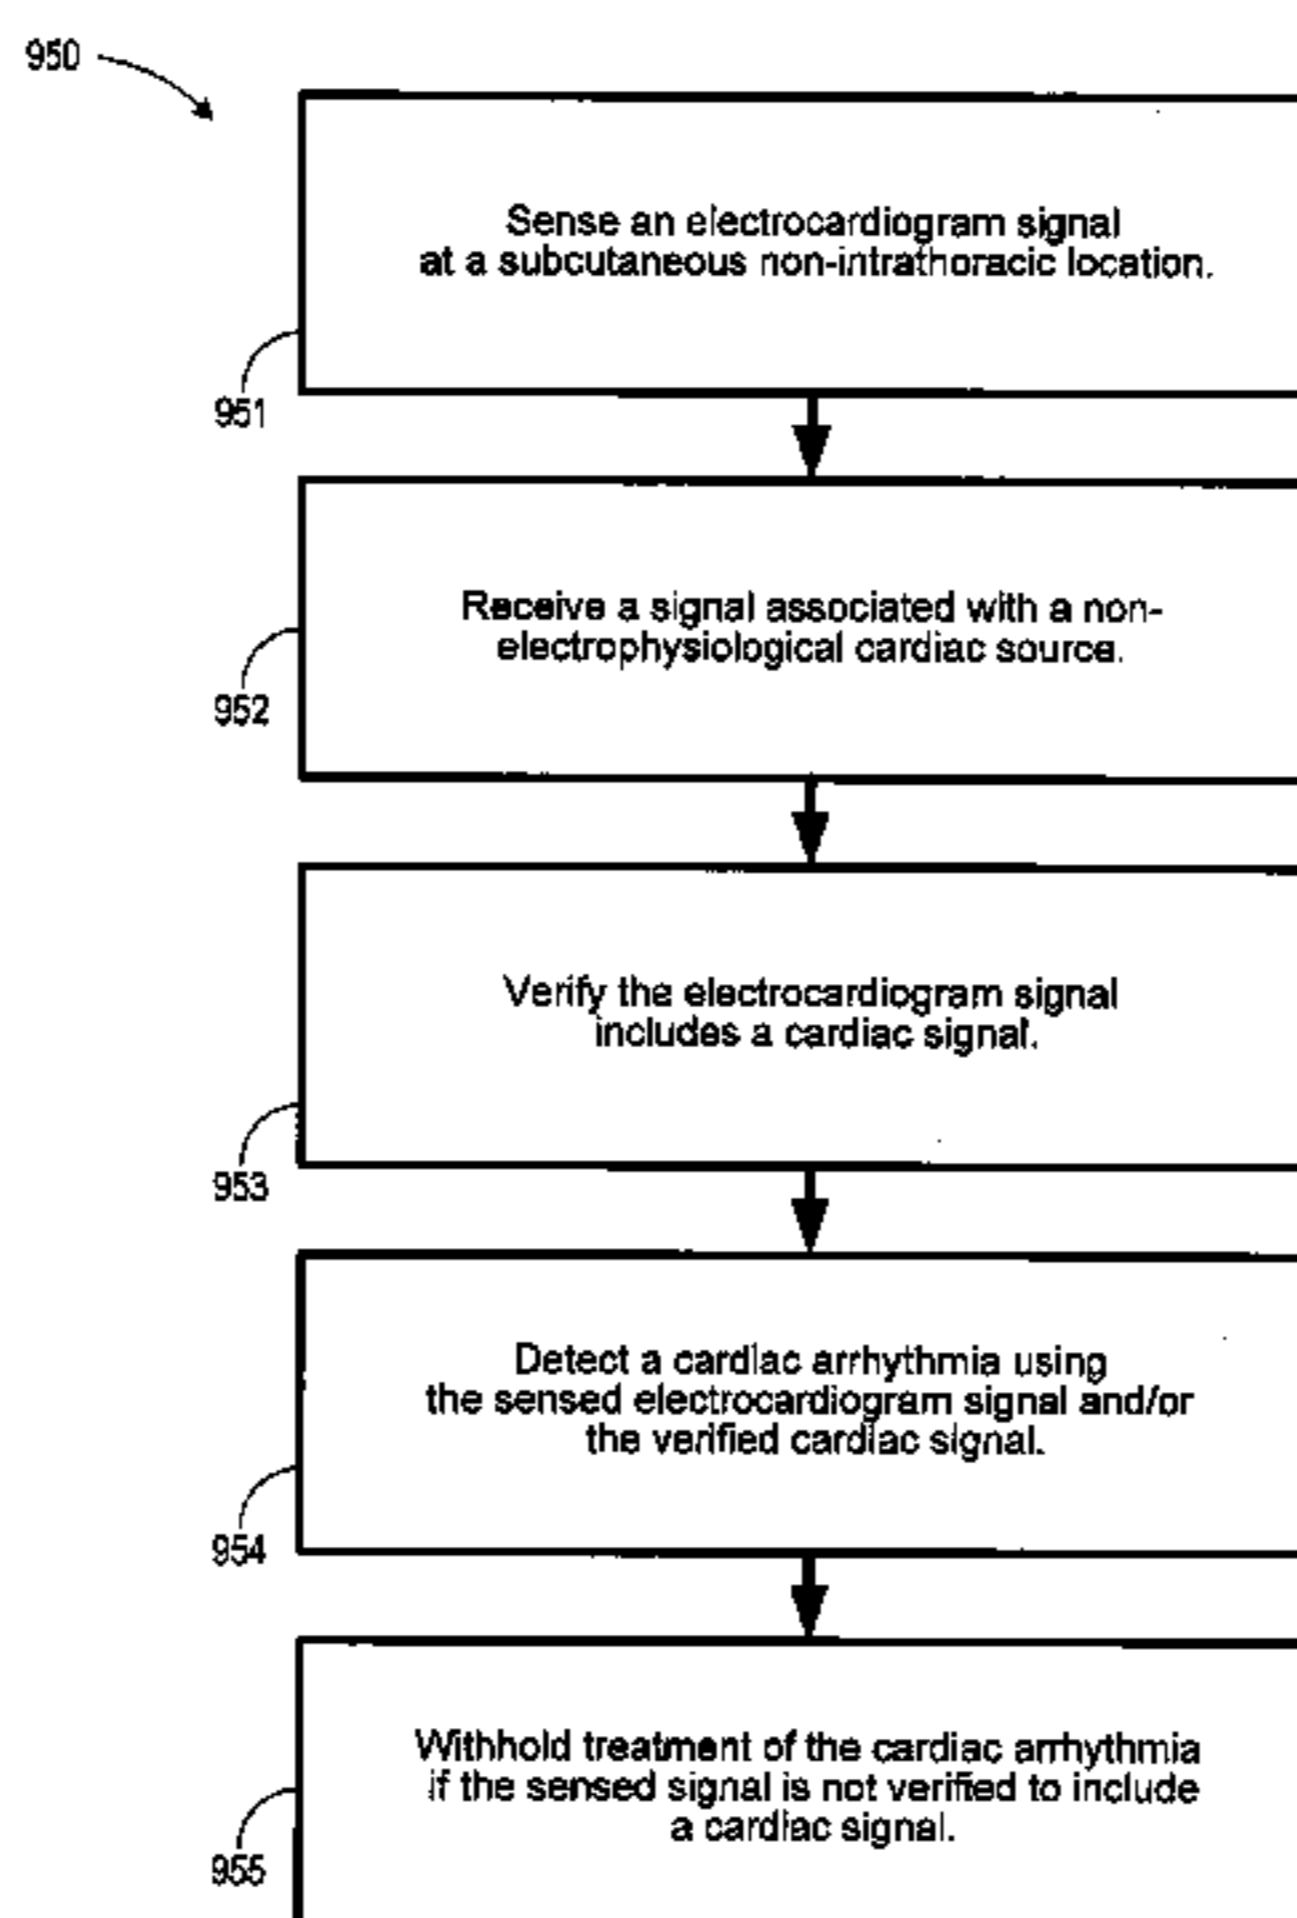 950
Sense an electrocardiogram signal
at a subcutaneous non-intrathoracic location.
951
Receive a signal associated with a non-
electrophysiological cardiac source.
952
Verify the electrocardiogram signal
includes a cardiac signal.
953
Detect a cardiac arrhythmia using
the sensed electrocardiogram signal and/or
the verified cardiac signal.
954
Withhold treatment of the cardiac arrhythmia
if the sensed signal is not verified to include
a cardiac signal.
955